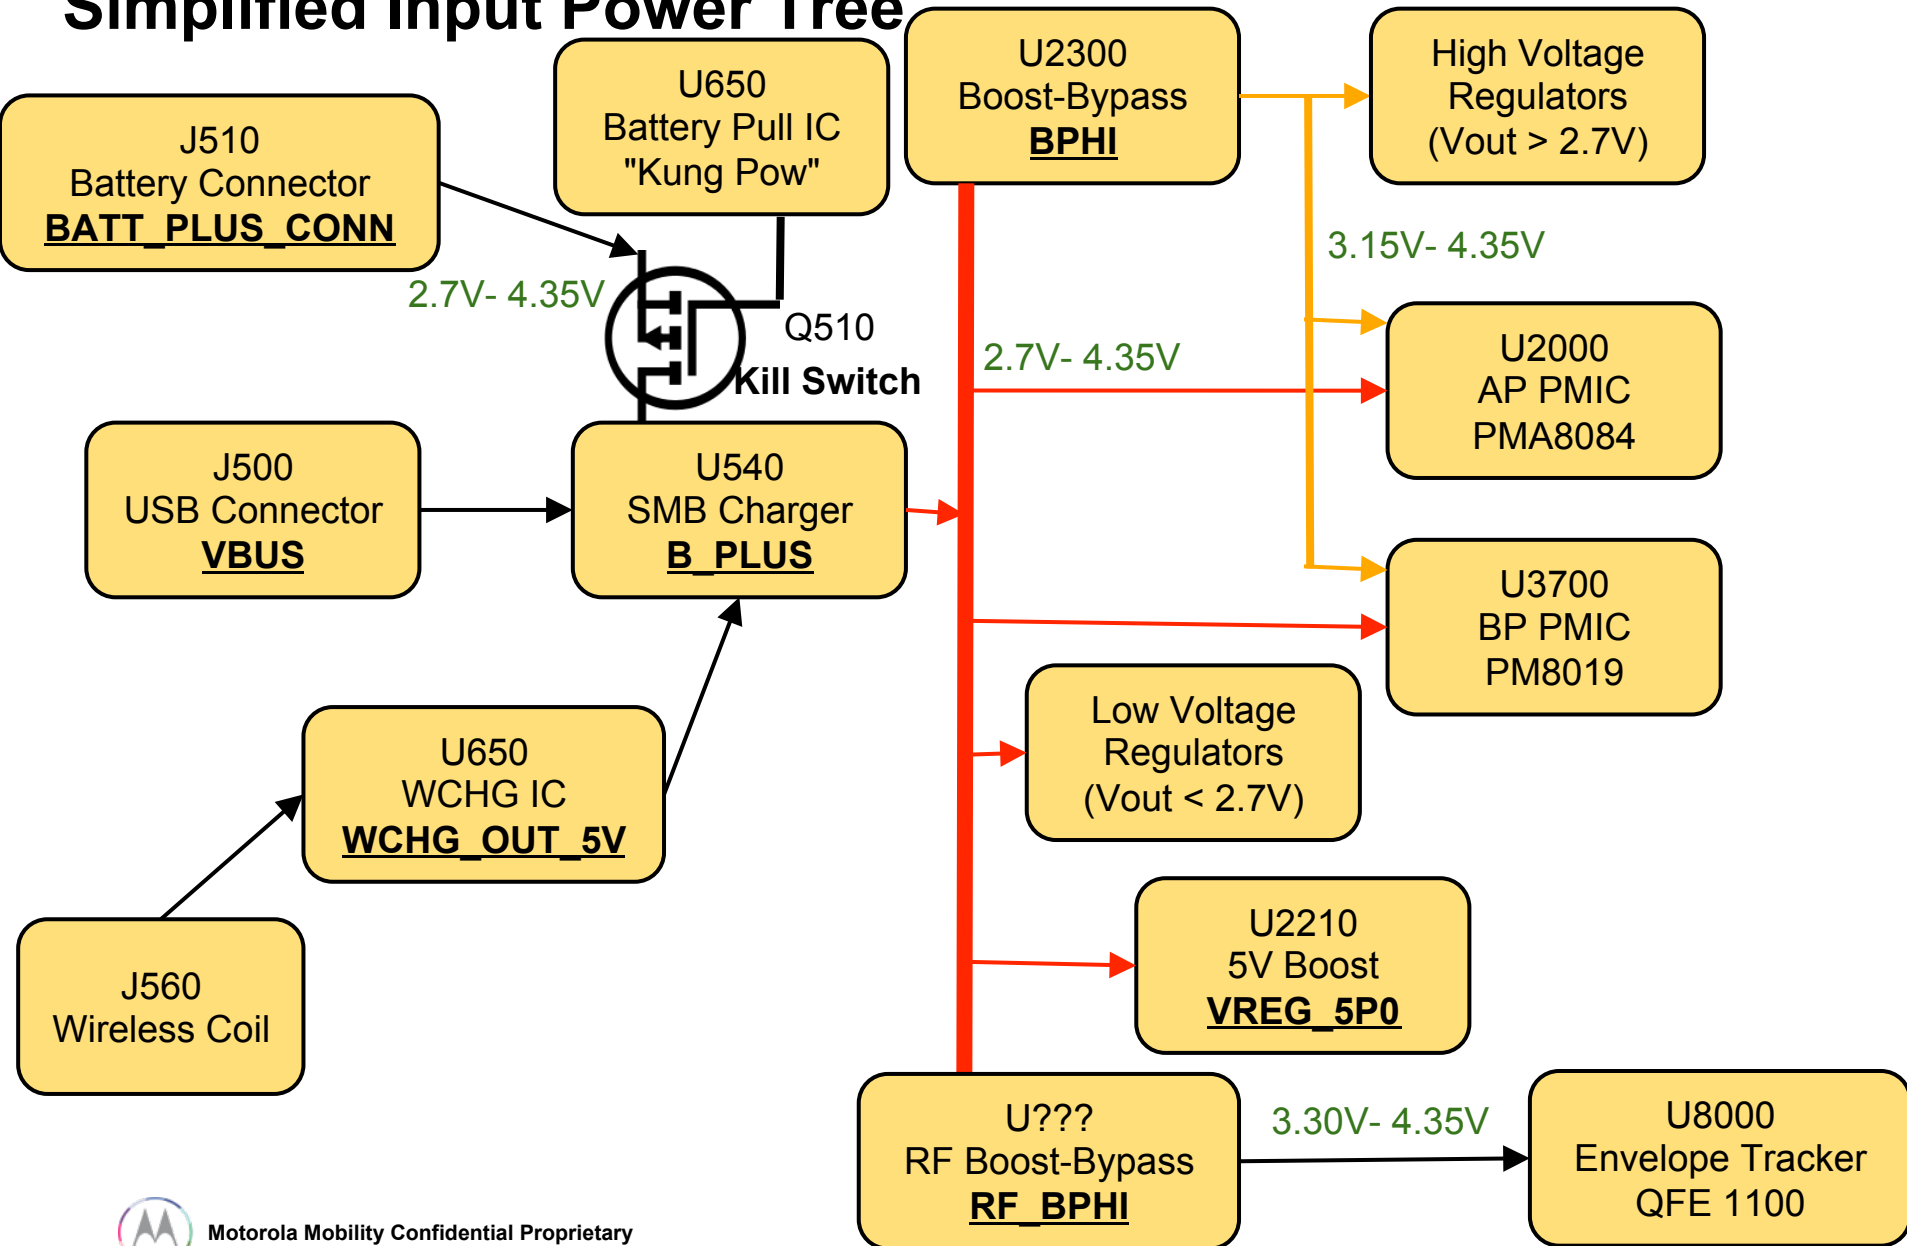 Simplified Input Power Tree
J510
Battery Connector
BATT_PLUS_CONN
U650
Battery Pull IC
"Kung Pow"
U2300
Boost-Bypass
BPHI
High Voltage
Regulators
(Vout > 2.7V)
2.7V- 4.35V
Q510
Kill Switch
3.15V- 4.35V
2.7V- 4.35V
U2000
AP PMIC
PMA8084
J500
USB Connector
VBUS
U540
SMB Charger
B_PLUS
U3700
BP PMIC
PM8019
U650
WCHG IC
WCHG_OUT_5V
Low Voltage
Regulators
(Vout < 2.7V)
J560
Wireless Coil
U2210
5V Boost
VREG_5P0
U???
RF Boost-Bypass
RF_BPHI
3.30V- 4.35V
U8000
Envelope Tracker
QFE 1100
Motorola Mobility Confidential Proprietary